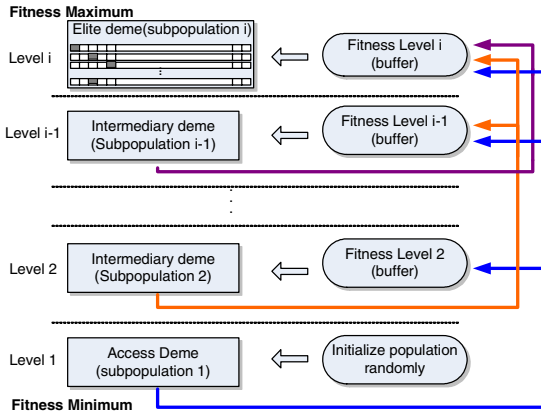 Fitness Maximum
Elite deme(subpopulation i)
Level i
Fitness Level i
(buffer)
Level i-1
Intermediary deme
(Subpopulation i-1)
Fitness Level i-1
(buffer)
Level 2
Intermediary deme
(Subpopulation 2)
Fitness Level 2
(buffer)
Level 1
Access Deme
(subpopulation 1)
Initialize population
randomly
Fitness Minimum